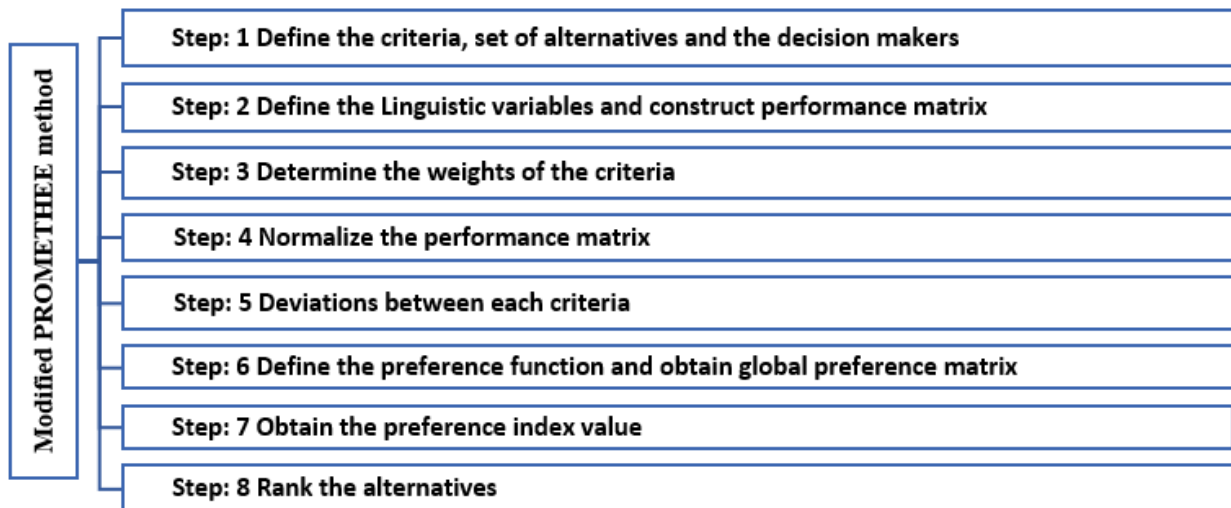 Modified PROMETHEE method
Step: 1 Define the criteria, set of alternatives and the decision makers
Step: 2 Define the Linguistic variables and construct performance matrix
Step: 3 Determine the weights of the criteria
Step: 4 Normalize the performance matrix
Step: 5 Deviations between each criteria
Step: 6 Define the preference function and obtain global preference matrix
Step: 7 Obtain the preference index value
Step: 8 Rank the alternatives